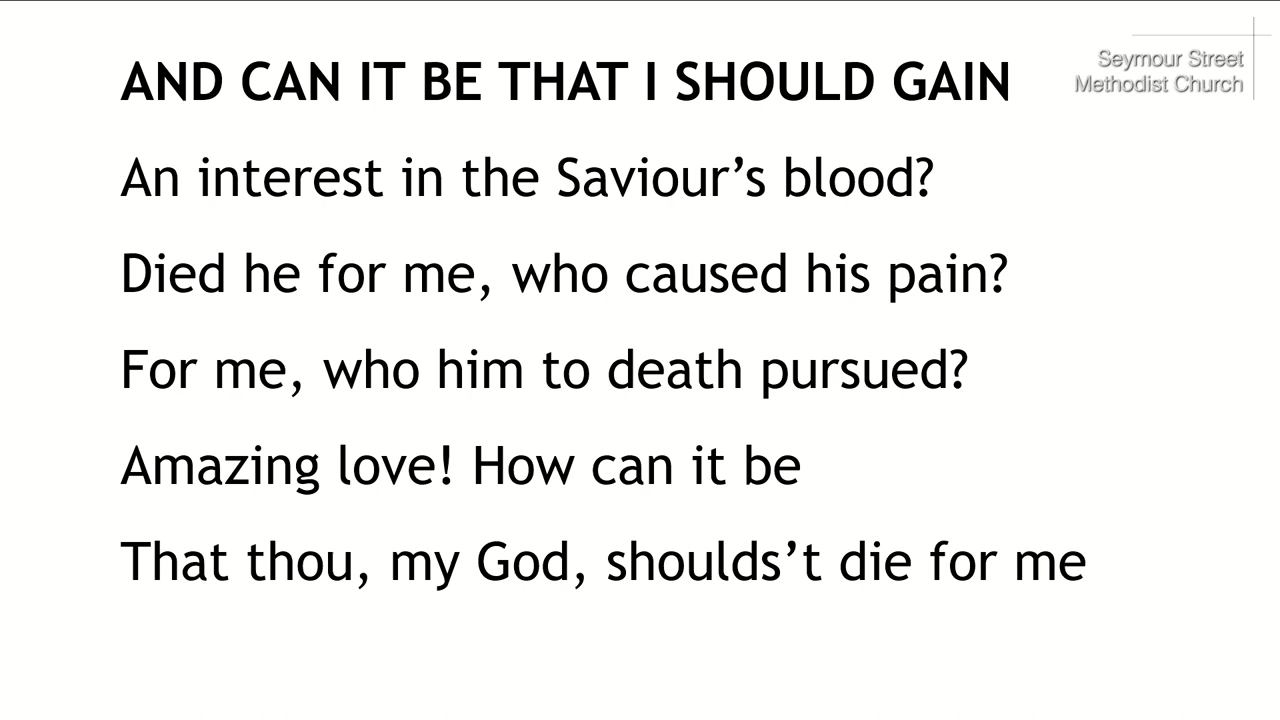 AND CAN IT BE THAT I SHOULD GAIN
Seymour Street
Methodist Church
An interest in the Saviour’s blood?
Died he for me, who caused his pain?
For me, who him to death pursued?
Amazing love! How can it be
That thou, my God, shoulds’t die for me